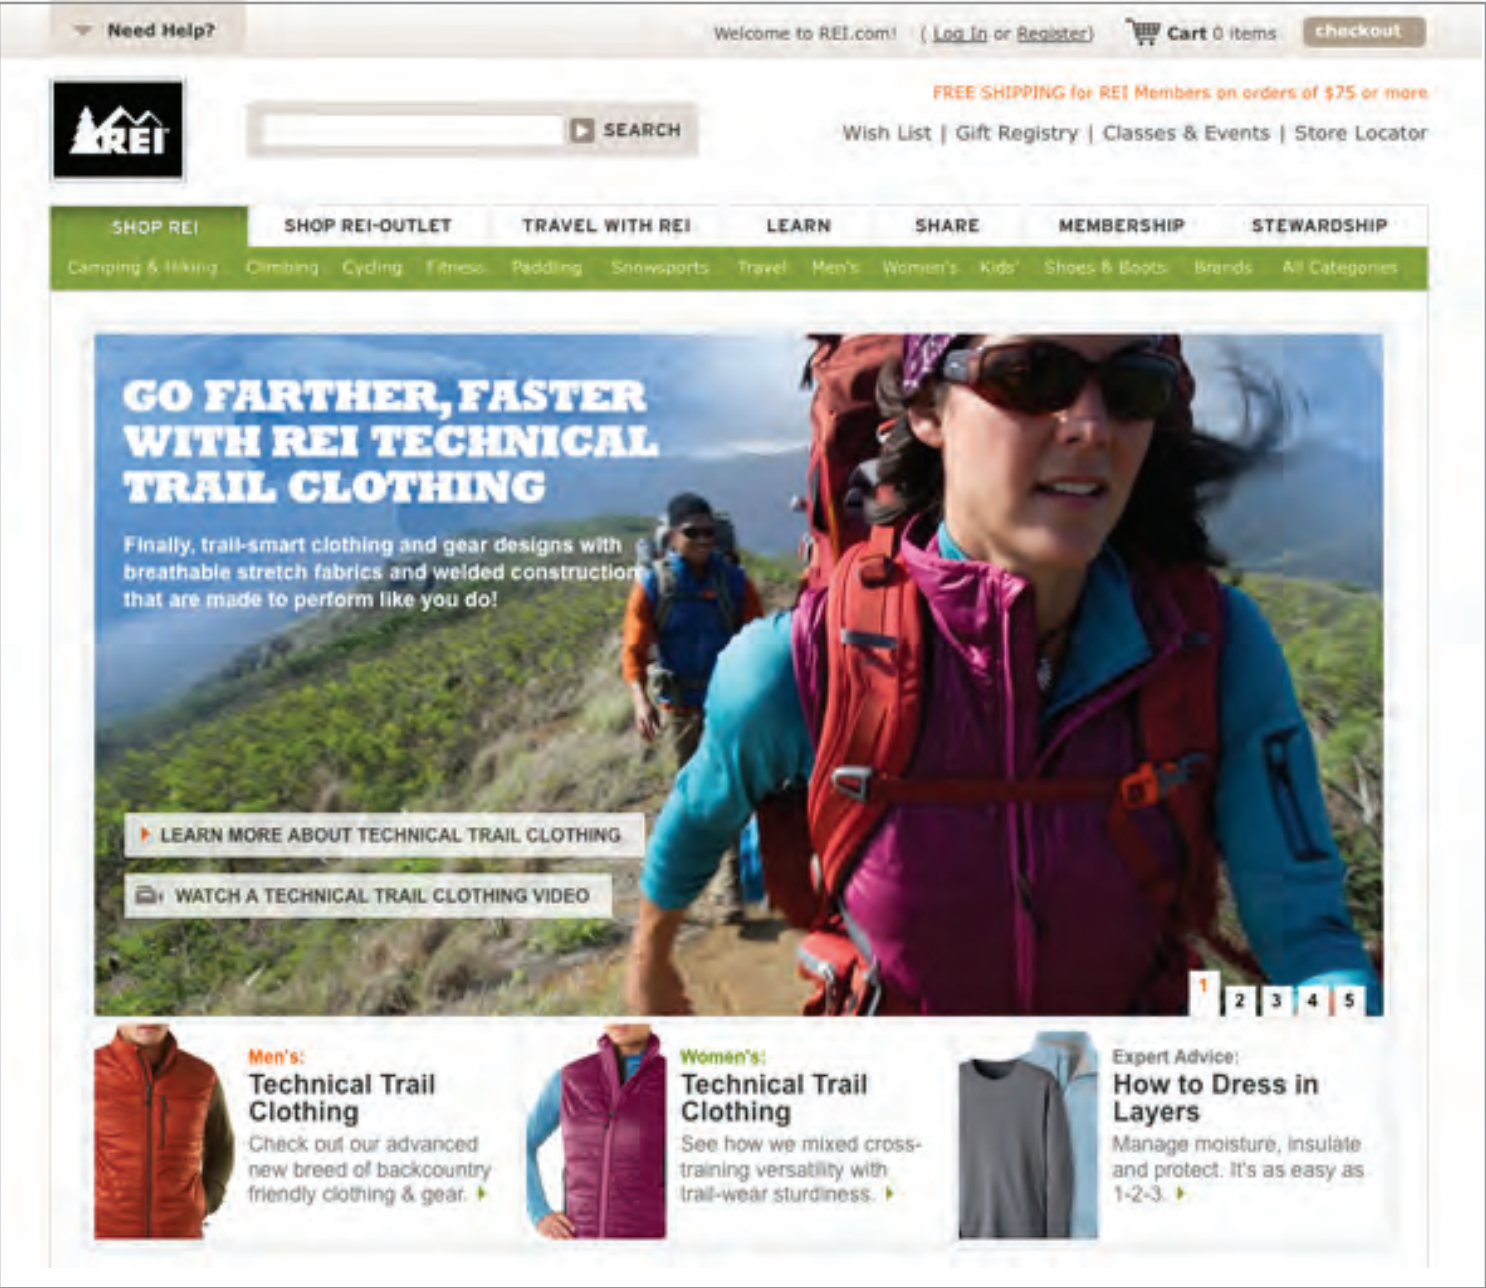 Need Help?
Welcome to REI.com! ( Log In or Register)
Cart 0 items
checkout
REI
SEARCH
FREE SHIPPING for REI Members on orders of $75 or more
Wish List | Gift Registry | Classes & Events | Store Locator
SHOP REI
SHOP REI-OUTLET
TRAVEL WITH REI
LEARN
SHARE
MEMBERSHIP
STEWARDSHIP
Camping & Hiking Climbing Cycling Fitness Paddling Snowsports Travel Men's Women's Kids' Shoes & Boots Brands All Categories
GO FARTHER, FASTER
WITH REI TECHNICAL
TRAIL CLOTHING
Finally, trail-smart clothing and gear designs with
breathable stretch fabrics and welded construction
that are made to perform like you do!
LEARN MORE ABOUT TECHNICAL TRAIL CLOTHING
WATCH A TECHNICAL TRAIL CLOTHING VIDEO
1 2 3 4 5
Men's:
Technical Trail
Clothing
Check out our advanced
new breed of backcountry
friendly clothing & gear.
Women's:
Technical Trail
Clothing
See how we mixed cross-
training versatility with
trail-wear sturdiness.
Expert Advice:
How to Dress in
Layers
Manage moisture, insulate
and protect. It's as easy as
1-2-3.